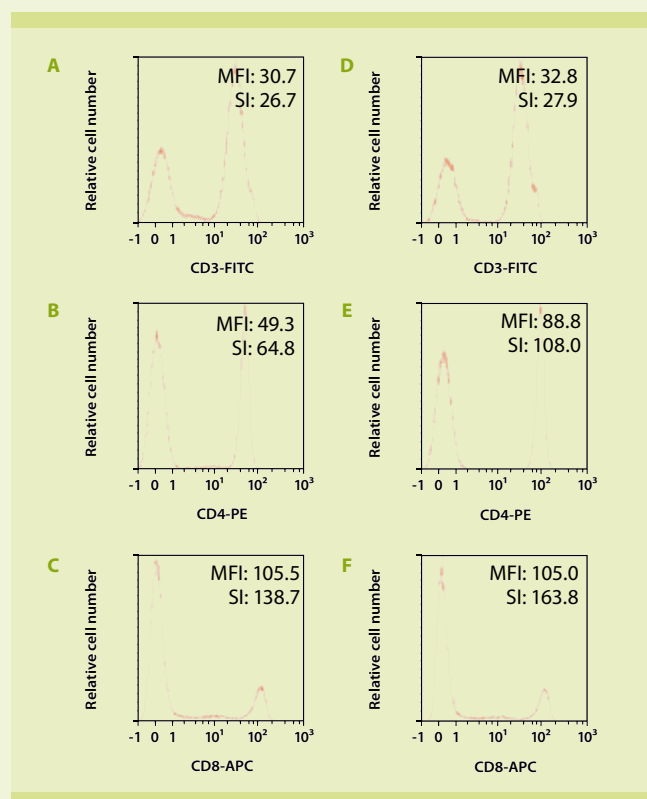 A
Relative cell number
MFI: 30.7
SI: 26.7
-1 0 1 10¹ 10² 10³
CD3-FITC
D
Relative cell number
MFI: 32.8
SI: 27.9
-1 0 1 10¹ 10² 10³
CD3-FITC
B
Relative cell number
MFI: 49.3
SI: 64.8
-1 0 1 10¹ 10² 10³
CD4-PE
E
Relative cell number
MFI: 88.8
SI: 108.0
-1 0 1 10¹ 10² 10³
CD4-PE
C
Relative cell number
MFI: 105.5
SI: 138.7
-1 0 1 10¹ 10² 10³
CD8-APC
F
Relative cell number
MFI: 105.0
SI: 163.8
-1 0 1 10¹ 10² 10³
CD8-APC